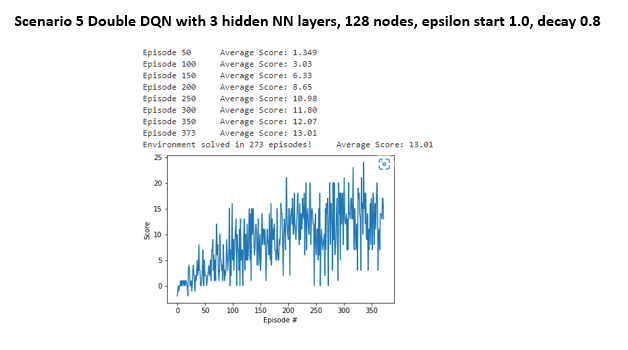 Scenario 5 Double DQN with 3 hidden NN layers, 128 nodes, epsilon start 1.0, decay 0.8
Episode 50 Average Score: 1.349
Episode 100 Average Score: 3.03
Episode 150 Average Score: 6.33
Episode 200 Average Score: 8.65
Episode 250 Average Score: 10.98
Episode 300 Average Score: 11.80
Episode 350 Average Score: 12.07
Episode 373 Average Score: 13.01
Environment solved in 273 episodes! Average Score: 13.01
25
20
15
10
5
0
Score
0 50 100 150 200 250 300 350
Episode #